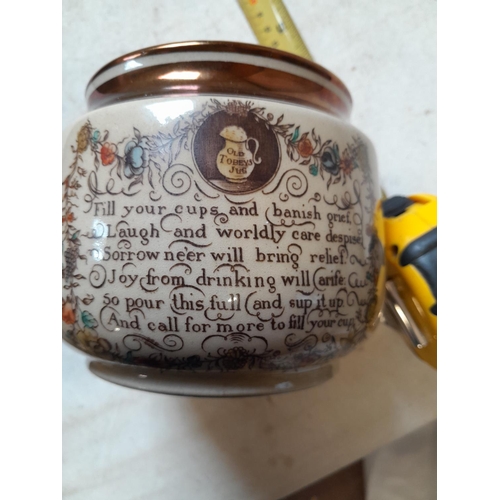 OLD
TOBEYS
JUG
Fill your cups and banish grief,
Laugh and worldly care despise
Sorrow ne'er will bring relief.
Joy from drinking will arise.
So pour this full and sup it up
And call for more to fill your cup.